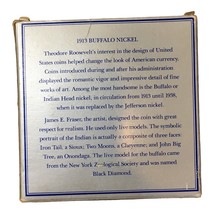 1913 BUFFALO NICKEL
Theodore Roosevelt's interest in the design of United
States coins helped change the look of American currency.
Coins introduced during and after his administration
displayed the romantic vigor and impressive detail of fine
works of art. Among the most handsome is the Buffalo or
Indian Head nickel, in circulation from 1913 until 1938,
when it was replaced by the Jefferson nickel.
James E. Fraser, the artist, designed the coin with great
respect for realism. He used only live models. The symbolic
portrait of the Indian is actually a composite of three faces:
Iron Tail, a Sioux; Two Moons, a Cheyenne; and John Big
Tree, an Onondaga. The live model for the buffalo came
from the New York Zoological Society and was named
Black Diamond.